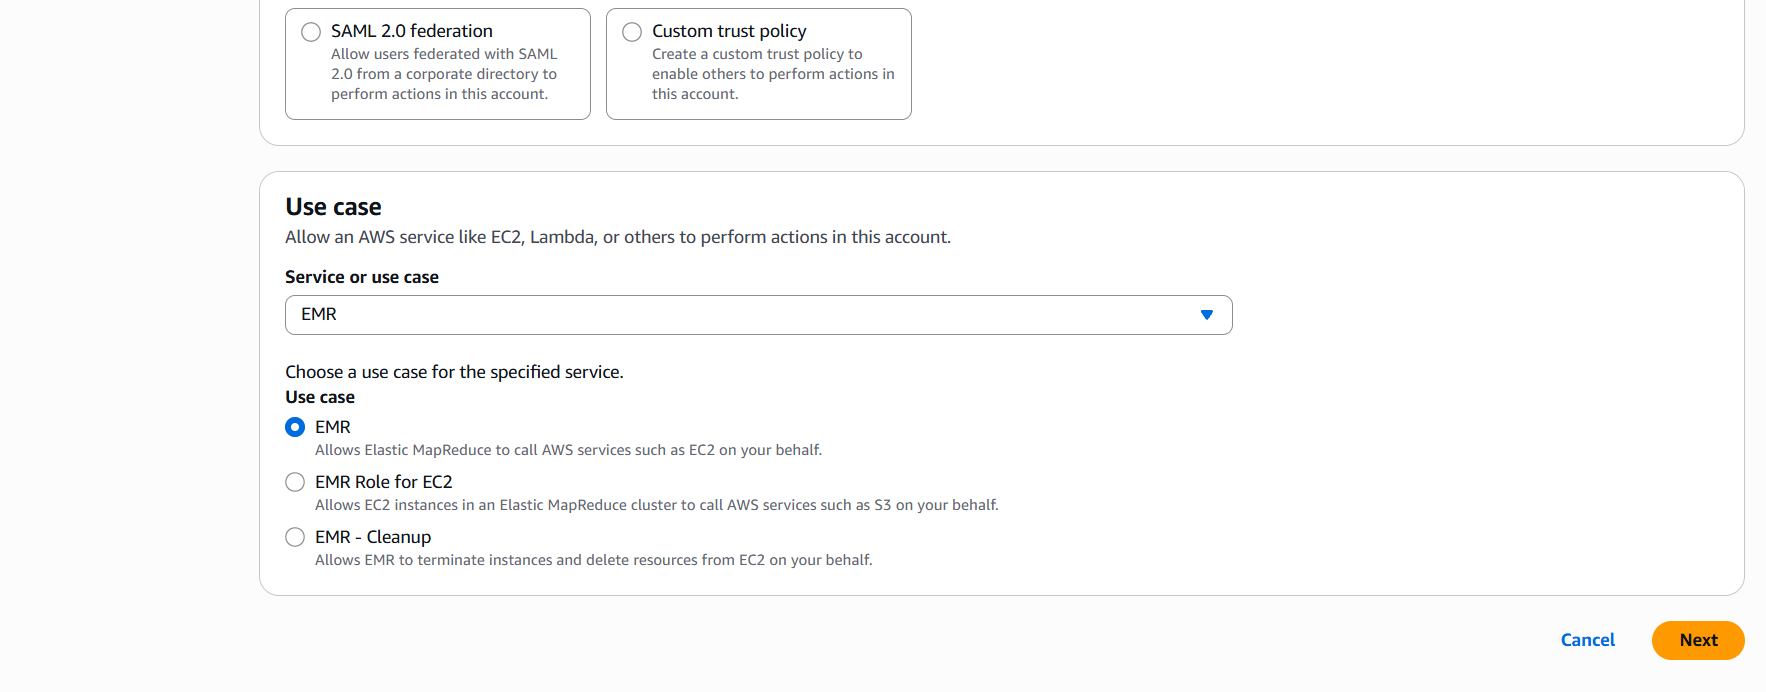 SAML 2.0 federation
Allow users federated with SAML
2.0 from a corporate directory to
perform actions in this account.
Custom trust policy
Create a custom trust policy to
enable others to perform actions in
this account.
Use case
Allow an AWS service like EC2, Lambda, or others to perform actions in this account.
Service or use case
EMR
Choose a use case for the specified service.
Use case
EMR
Allows Elastic MapReduce to call AWS services such as EC2 on your behalf.
EMR Role for EC2
Allows EC2 instances in an Elastic MapReduce cluster to call AWS services such as S3 on your behalf.
EMR - Cleanup
Allows EMR to terminate instances and delete resources from EC2 on your behalf.
Cancel
Next